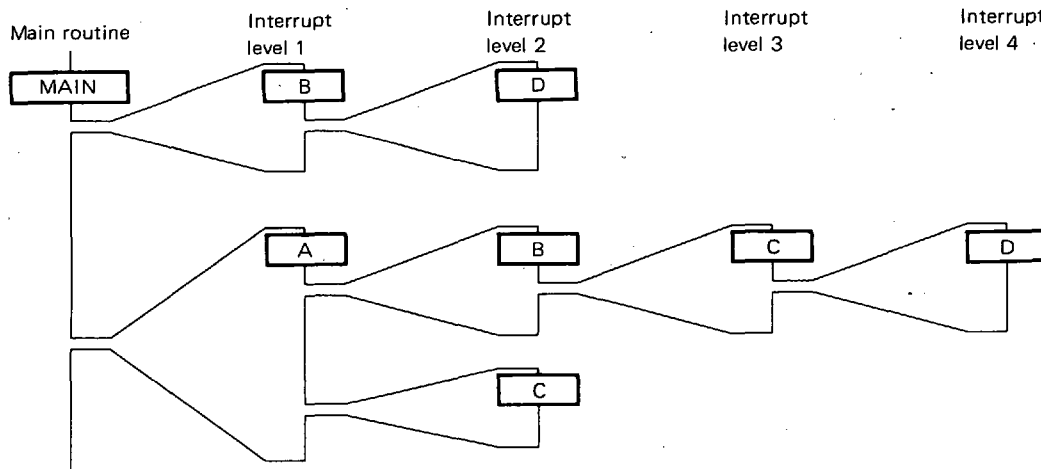 Main routine
Interrupt
level 1
Interrupt
level 2
Interrupt
level 3
Interrupt
level 4
MAIN
B
D
A
B
C
D
C